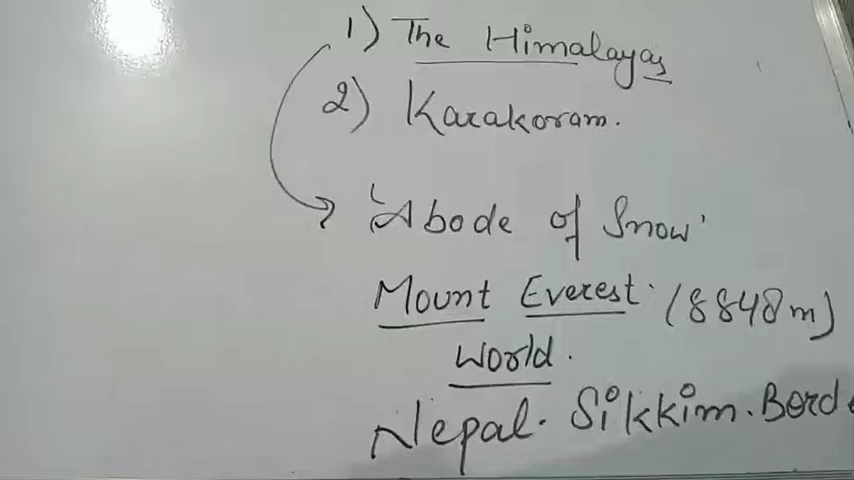 1) The Himalayas
2) Karakoram.
'Abode of Snow'
Mount Everest. (8848m)
World.
Nepal. Sikkim. Bord